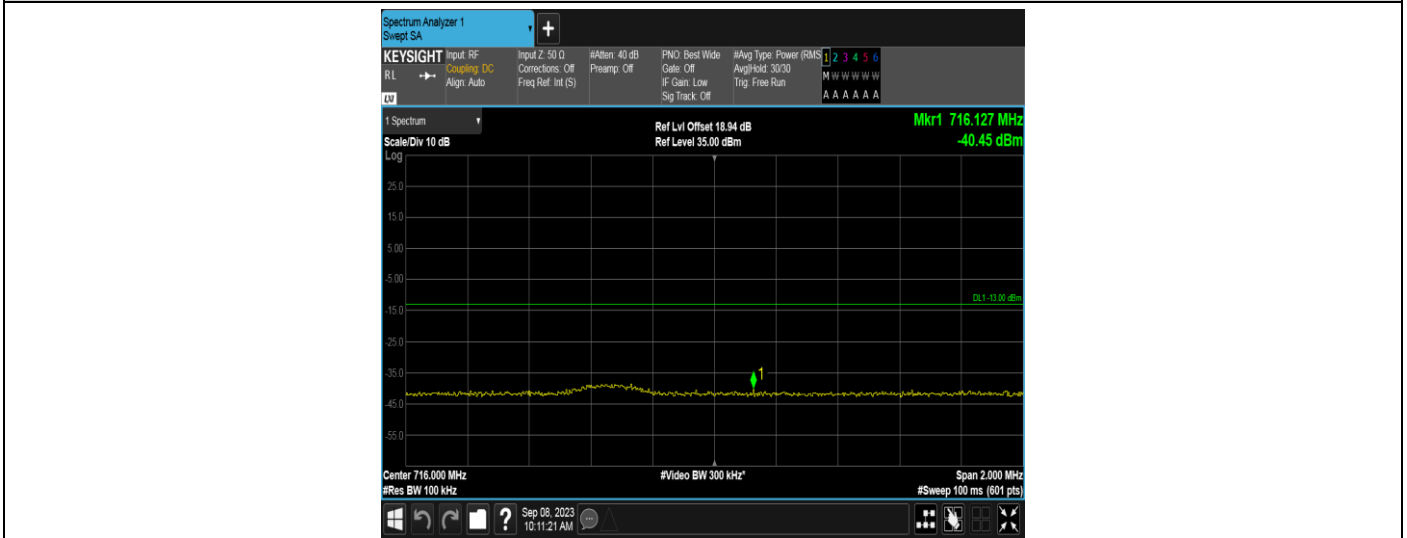 Spectrum Analyzer 1
Swept SA
+
KEYSIGHT
RL
LXI
Input: RF
Coupling: DC
Align: Auto
Input Z: 50 Ω
Corrections: Off
Freq Ref: Int (S)
#Atten: 40 dB
Preamp: Off
PNO: Best Wide
Gate: Off
IF Gain: Low
Sig Track: Off
#Avg Type: Power (RMS
Avg|Hold: 30/30
Trig: Free Run
1 2 3 4 5 6
M W W W W W
A A A A A A
1 Spectrum
Scale/Div 10 dB
Ref Lvl Offset 18.94 dB
Ref Level 35.00 dBm
Mkr1 716.127 MHz
-40.45 dBm
Log
25.0
15.0
5.00
-5.00
DL1 -13.00 dBm
-15.0
-25.0
-35.0
1
-45.0
-55.0
Center 716.000 MHz
#Video BW 300 kHz*
Span 2.000 MHz
#Res BW 100 kHz
#Sweep 100 ms (601 pts)
?
Sep 08, 2023
10:11:21 AM